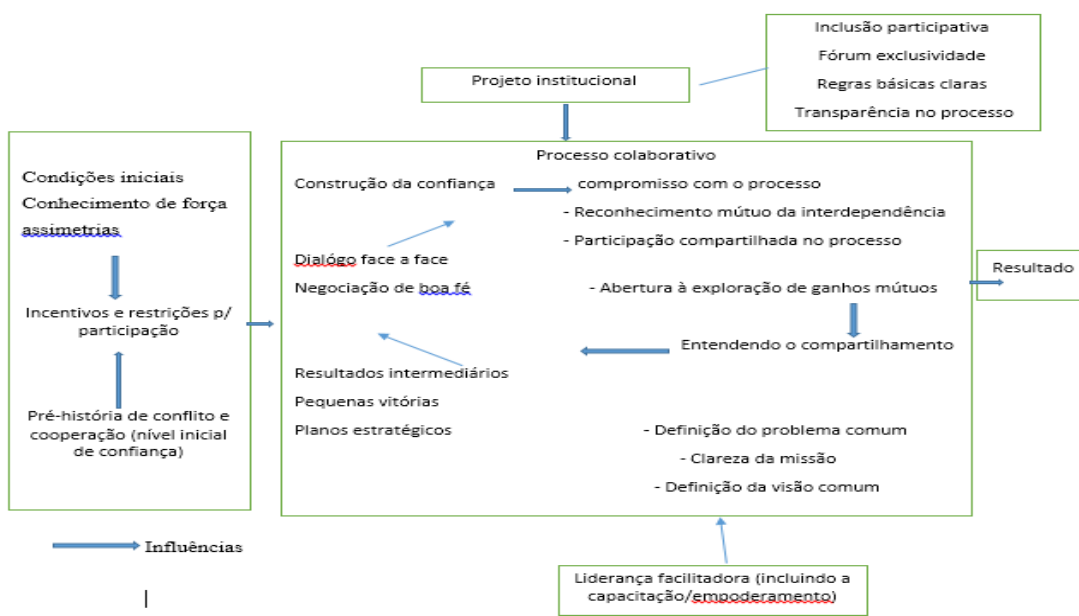 Inclusão participativa
Fórum exclusividade
Regras básicas claras
Transparência no processo
Projeto institucional
Condições iniciais
Conhecimento de força
assimetrias
Incentivos e restrições p/
participação
Pré-história de conflito e
cooperação (nível inicial
de confiança)
Processo colaborativo
Construção da confiança
compromisso com o processo
- Reconhecimento mútuo da interdependência
- Participação compartilhada no processo
Dialógo face a face
Negociação de boa fé
- Abertura à exploração de ganhos mútuos
Entendendo o compartilhamento
Resultados intermediários
Pequenas vitórias
Planos estratégicos
- Definição do problema comum
- Clareza da missão
- Definição da visão comum
Resultado
Influências
Liderança facilitadora (incluindo a
capacitação/empoderamento)